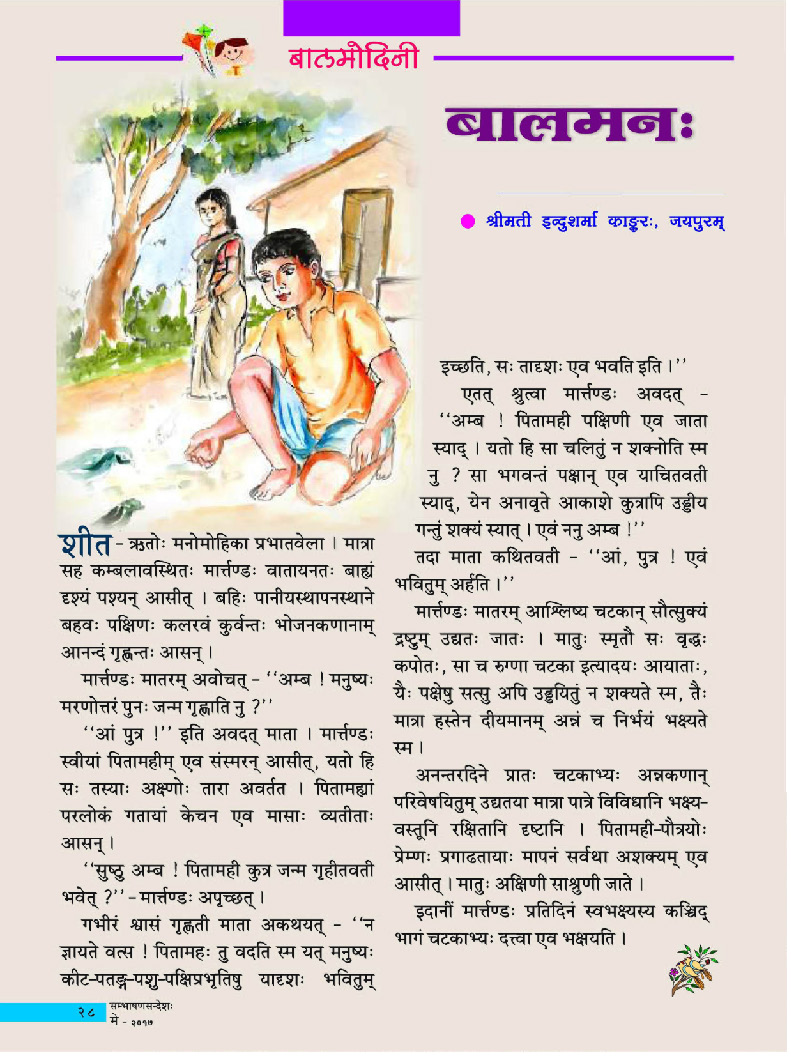 बालमोदिनी
बालमनः
श्रीमती इन्दुशर्मा काङ्कुरः, जयपुरम्
शीत - ऋतोः मनोमोहिका प्रभातवेला । मात्रा
सह कम्बलावस्थितः मार्त्तण्डः वातायनतः बाह्यं
दृश्यं पश्यन् आसीत् । बहिः पानीयस्थापनस्थाने
बहवः पक्षिणः कलरवं कुर्वन्तः भोजनकणानाम्
आनन्दं गृह्णन्तः आसन् ।
मार्त्तण्डः मातरम् अवोचत् - ‘‘अम्ब ! मनुष्यः
मरणोत्तरं पुनः जन्म गृह्णाति नु ?’’
‘‘आं पुत्र !’’ इति अवदत् माता । मार्त्तण्डः
स्वीयां पितामहीम् एव संस्मरन् आसीत्, यतो हि
सः तस्याः अक्ष्णोः तारा अवर्तत । पितामह्यां
परलोकं गतायां केचन एव मासाः व्यतीताः
आसन् ।
‘‘सुष्ठु अम्ब ! पितामही कुत्र जन्म गृहीतवती
भवेत् ?’’ - मार्त्तण्डः अपृच्छत् ।
गभीरं श्वासं गृह्णती माता अकथयत् - ‘‘न
ज्ञायते वत्स ! पितामहः तु वदति स्म यत् मनुष्यः
कीट-पतङ्ग-पशु-पक्षिप्रभृतिषु यादृशः भवितुम्
इच्छति, सः तादृशः एव भवति इति ।’’
एतत् श्रुत्वा मार्त्तण्डः अवदत् -
‘‘अम्ब ! पितामही पक्षिणी एव जाता
स्याद् । यतो हि सा चलितुं न शक्नोति स्म
नु ? सा भगवन्तं पक्षान् एव याचितवती
स्याद्, येन अनावृते आकाशे कुत्रापि उड्डीय
गन्तुं शक्यं स्यात् । एवं ननु अम्ब !’’
तदा माता कथितवती - ‘‘आं, पुत्र ! एवं
भवितुम् अर्हति ।’’
मार्त्तण्डः मातरम् आश्लिष्य चटकान् सौत्सुक्यं
द्रष्टुम् उद्यतः जातः । मातुः स्मृतौ सः वृद्धः
कपोतः, सा च रुग्णा चटका इत्यादयः आयाताः,
यैः पक्षेषु सत्सु अपि उड्डयितुं न शक्यते स्म, तैः
मात्रा हस्तेन दीयमानम् अन्नं च निर्भयं भक्ष्यते
स्म ।
अनन्तरदिने प्रातः चटकाभ्यः अन्नकणान्
परिवेषयितुम् उद्यतया मात्रा पात्रे विविधानि भक्ष्य-
वस्तूनि रक्षितानि दृष्टानि । पितामही-पौत्रयोः
प्रेम्णः प्रगाढतायाः मापनं सर्वथा अशक्यम् एव
आसीत् । मातुः अक्षिणी साश्रुणी जाते ।
इदानीं मार्त्तण्डः प्रतिदिनं स्वभक्ष्यस्य कञ्चिद्
भागं चटकाभ्यः दत्त्वा एव भक्षयति ।
२८
सम्भाषणसन्देशः
मे - २०१७